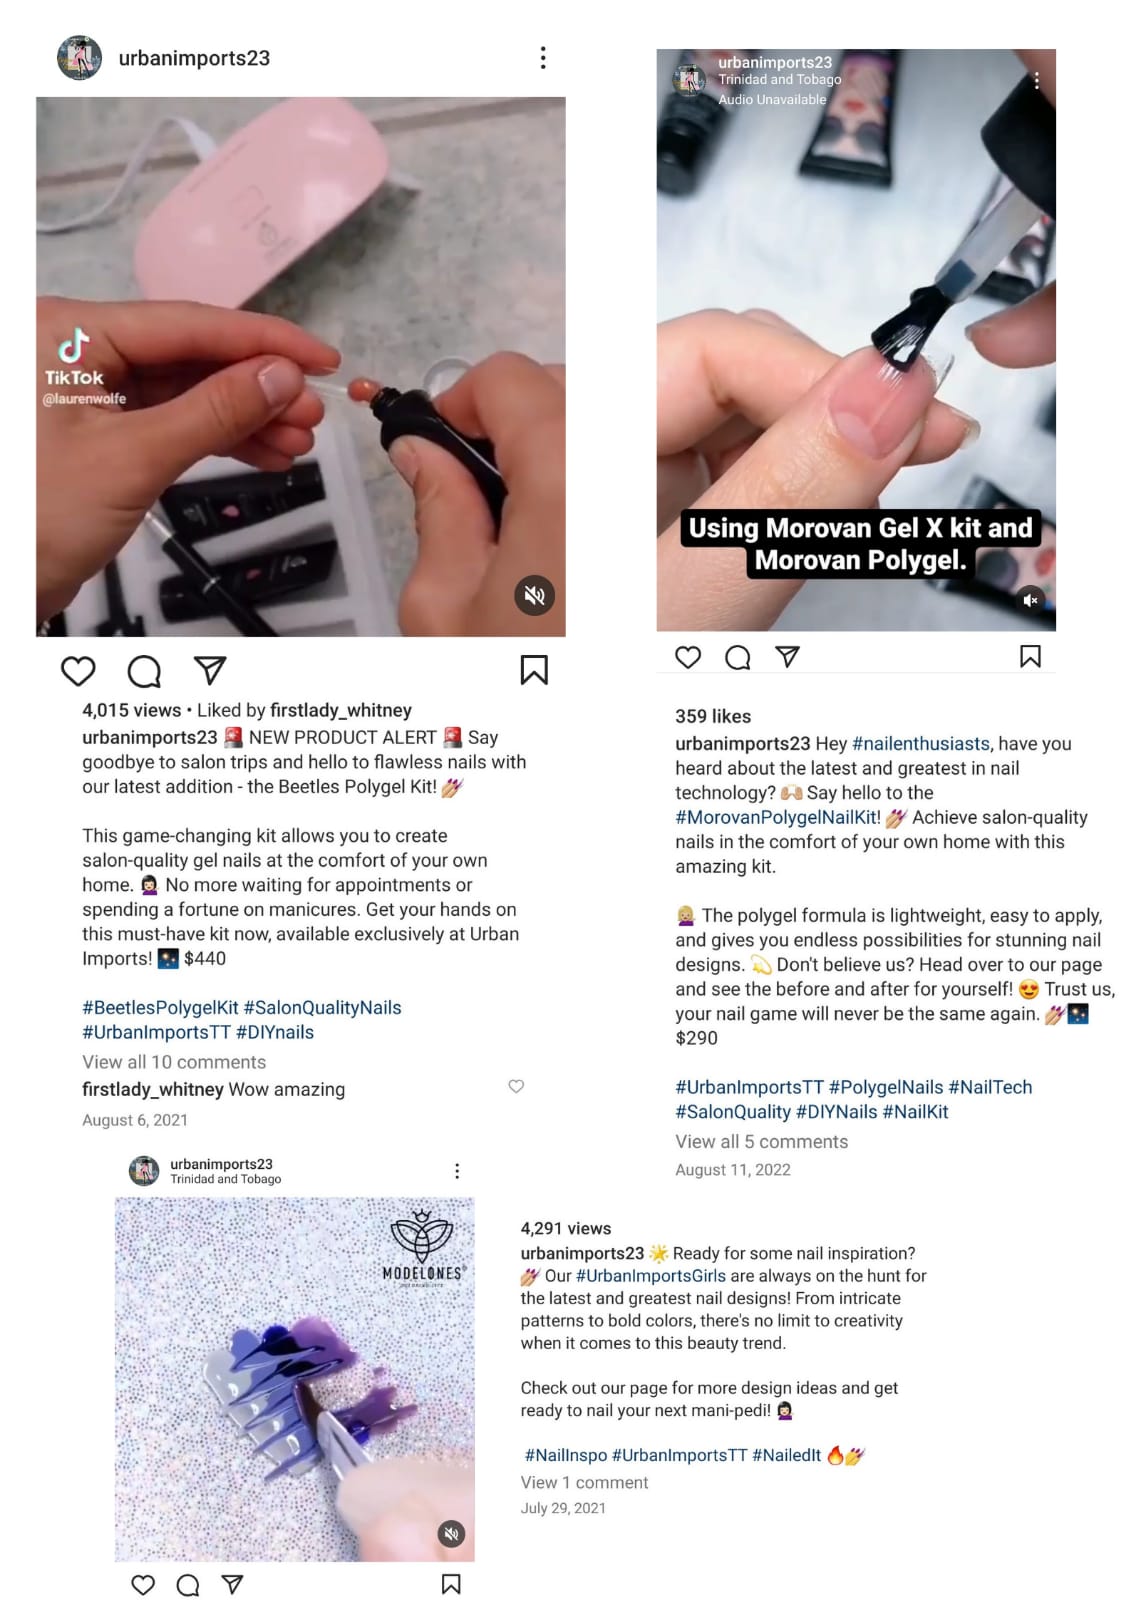 urbanimports23
TikTok
@laurenwolfe
4,015 views • Liked by firstlady_whitney
urbanimports23 🚨 NEW PRODUCT ALERT 🚨 Say
goodbye to salon trips and hello to flawless nails with
our latest addition - the Beetles Polygel Kit! 💅🏼
This game-changing kit allows you to create
salon-quality gel nails at the comfort of your own
home. 💆🏻‍♀️ No more waiting for appointments or
spending a fortune on manicures. Get your hands on
this must-have kit now, available exclusively at Urban
Imports! 🎇 $440
#BeetlesPolygelKit #SalonQualityNails
#UrbanImportsTT #DIYnails
View all 10 comments
firstlady_whitney Wow amazing
August 6, 2021
urbanimports23
Trinidad and Tobago
Audio Unavailable
Using Morovan Gel X kit and
Morovan Polygel.
359 likes
urbanimports23 Hey #nailenthusiasts, have you
heard about the latest and greatest in nail
technology? 🙌🏼 Say hello to the
#MorovanPolygelNailKit! 💅🏼 Achieve salon-quality
nails in the comfort of your own home with this
amazing kit.
💁🏼‍♀️ The polygel formula is lightweight, easy to apply,
and gives you endless possibilities for stunning nail
designs. 💫 Don't believe us? Head over to our page
and see the before and after for yourself! 😍 Trust us,
your nail game will never be the same again. 💅🏼🎇
$290
#UrbanImportsTT #PolygelNails #NailTech
#SalonQuality #DIYNails #NailKit
View all 5 comments
August 11, 2022
urbanimports23
Trinidad and Tobago
MODELONES
4,291 views
urbanimports23 🌟 Ready for some nail inspiration?
💅🏼 Our #UrbanImportsGirls are always on the hunt for
the latest and greatest nail designs! From intricate
patterns to bold colors, there's no limit to creativity
when it comes to this beauty trend.
Check out our page for more design ideas and get
ready to nail your next mani-pedi! 💆🏻‍♀️
#NailInspo #UrbanImportsTT #NailedIt 🔥💅
View 1 comment
July 29, 2021